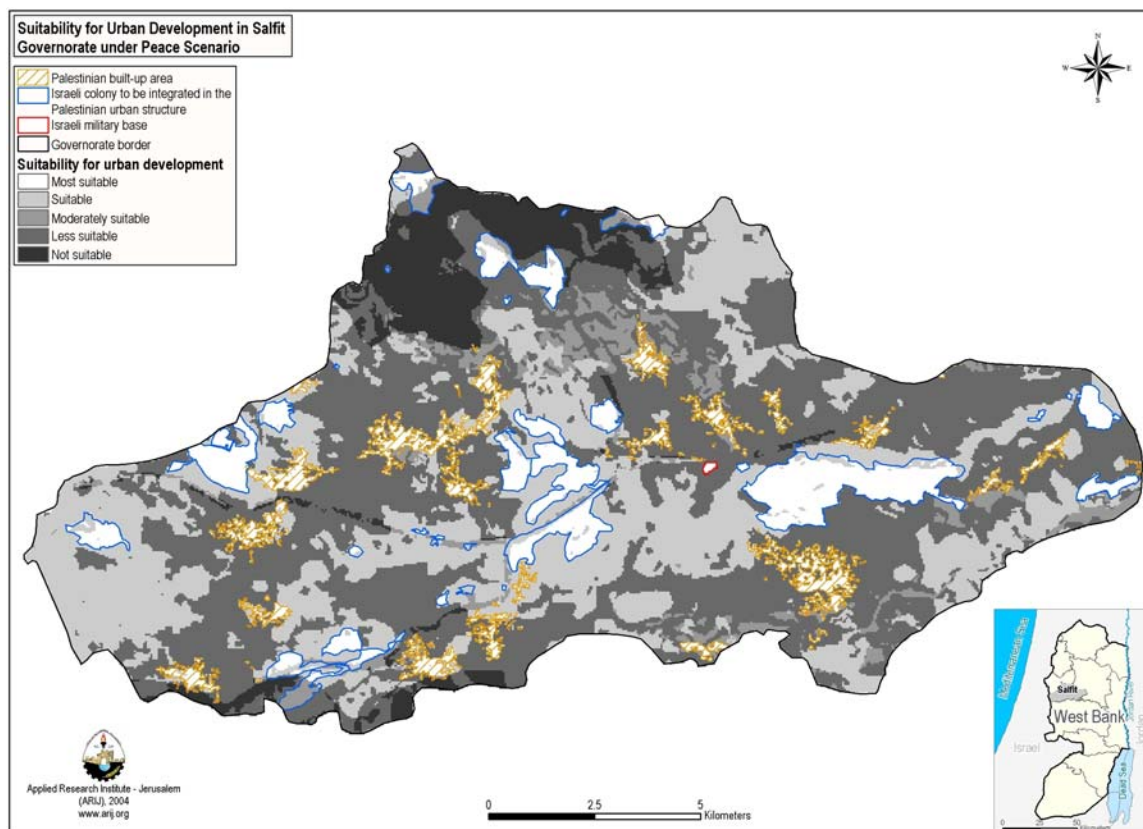 Suitability for Urban Development in Salfit
Governorate under Peace Scenario
Palestinian built-up area
Israeli colony to be integrated in the
Palestinian urban structure
Israeli military base
Governorate border
Suitability for urban development
Most suitable
Suitable
Moderately suitable
Less suitable
Not suitable
N
W
E
S
Applied Research Institute - Jerusalem
(ARIJ), 2004
www.arij.org
0
2.5
5
Kilometers
Salfit
West Bank
Israel
Jordan
Dead Sea
0
25
50
Kilometers